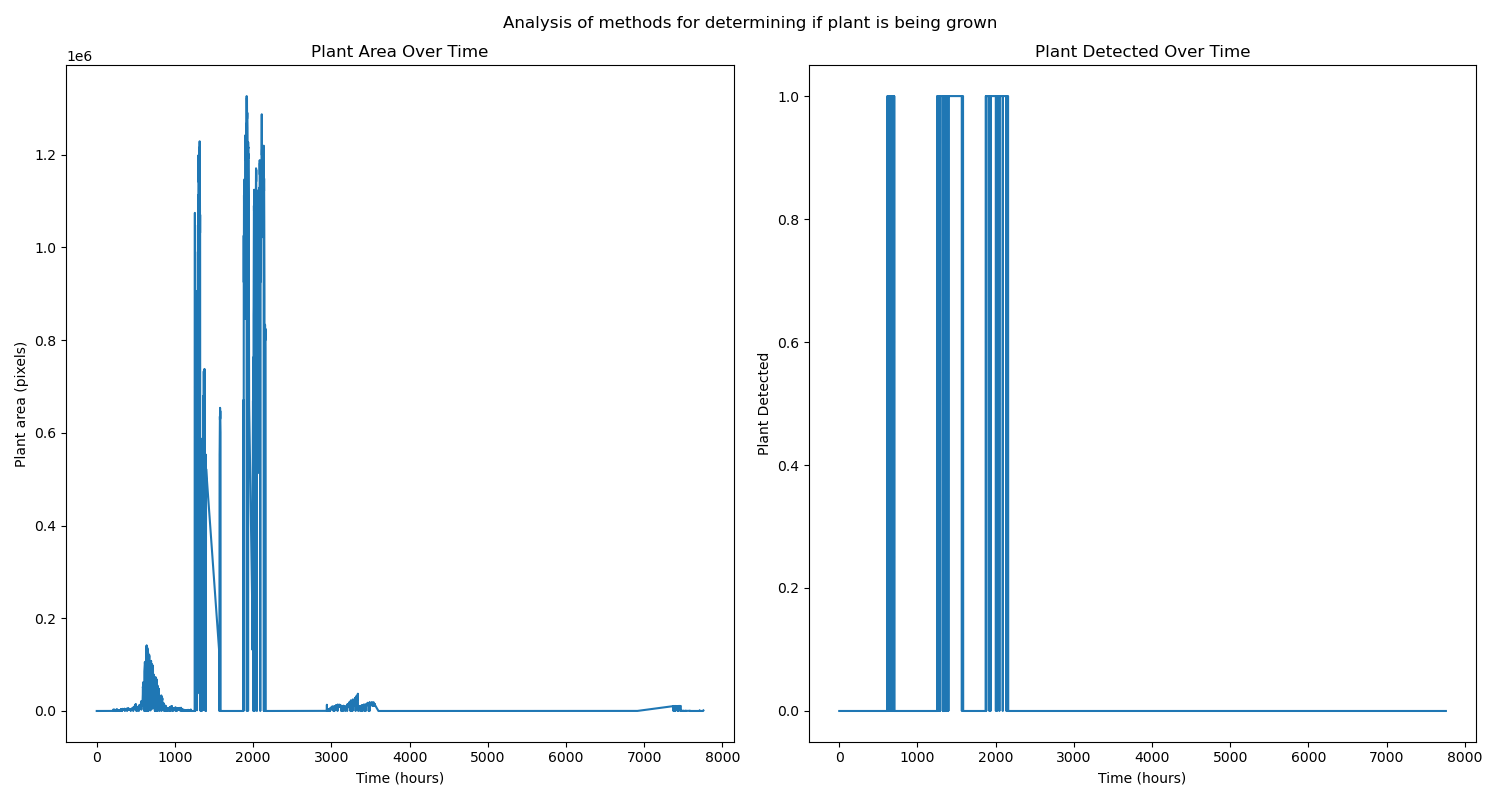 Analysis of methods for determining if plant is being grown
Plant Area Over Time
1e6
1.2
1.0
0.8
0.6
0.4
0.2
0.0
Plant area (pixels)
0 1000 2000 3000 4000 5000 6000 7000 8000
Time (hours)
Plant Detected Over Time
1.0
0.8
0.6
0.4
0.2
0.0
Plant Detected
0 1000 2000 3000 4000 5000 6000 7000 8000
Time (hours)